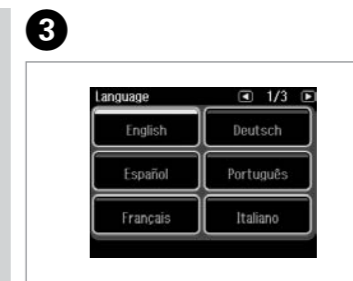 3
Language 1/3
English Deutsch
Español Português
Français Italiano